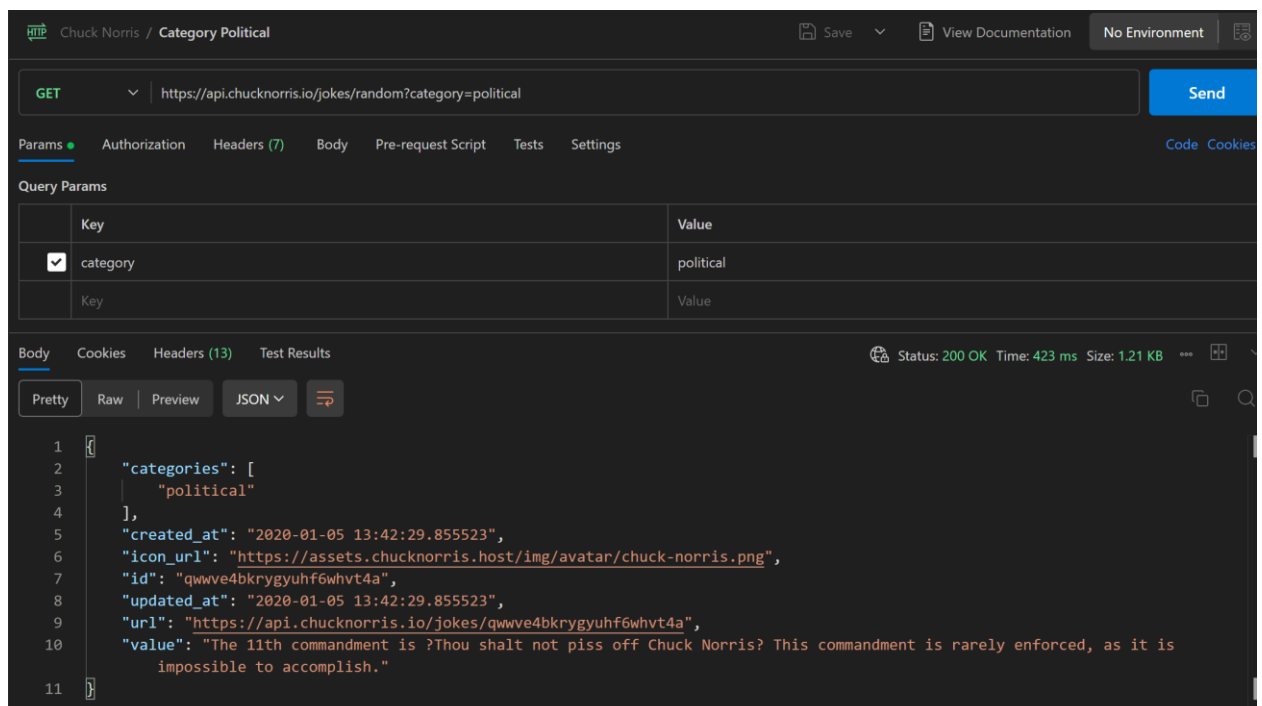 HTTP Chuck Norris / Category Political Save View Documentation No Environment
GET https://api.chucknorris.io/jokes/random?category=political Send
Params Authorization Headers (7) Body Pre-request Script Tests Settings Code Cookies
Query Params
Key Value
category political
Key Value
Body Cookies Headers (13) Test Results Status: 200 OK Time: 423 ms Size: 1.21 KB
Pretty Raw Preview JSON
1 {
2 "categories": [
3 "political"
4 ],
5 "created_at": "2020-01-05 13:42:29.855523",
6 "icon_url": "https://assets.chucknorris.host/img/avatar/chuck-norris.png",
7 "id": "qwwve4bkrygyuhf6whvt4a",
8 "updated_at": "2020-01-05 13:42:29.855523",
9 "url": "https://api.chucknorris.io/jokes/qwwve4bkrygyuhf6whvt4a",
10 "value": "The 11th commandment is ?Thou shalt not piss off Chuck Norris? This commandment is rarely enforced, as it is
impossible to accomplish."
11 }